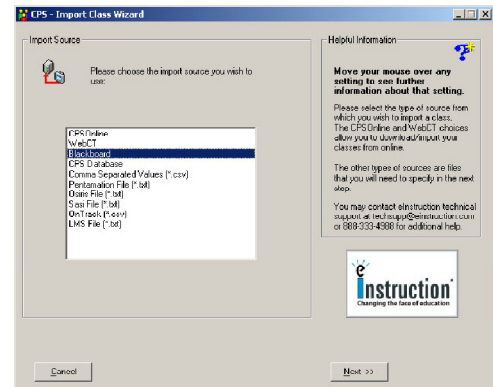 CPS - Import Class Wizard
Import Source
Please choose the import source you wish to
use:
CPSOnline
WebCT
Blackboard
CPS Database
Comma Separated Values (*.csv)
Pentamation File (*.txt)
Osiris File (*.txt)
Sasi File (*.txt)
OnTrack (*.csv)
LMS File (*.txt)
Helpful Information
Move your mouse over any
setting to see further
information about that setting.
Please select the type of source from
which you wish to import a class.
The CPSOnline and WebCT choices
allow you to download/import your
classes from online.
The other types of sources are files
that you will need to specify in the next
step.
You may contact eInstruction technical
support at techsupp@einstruction.com
or 888-333-4988 for additional help.
eInstruction
Changing the face of education
Cancel
Next >>